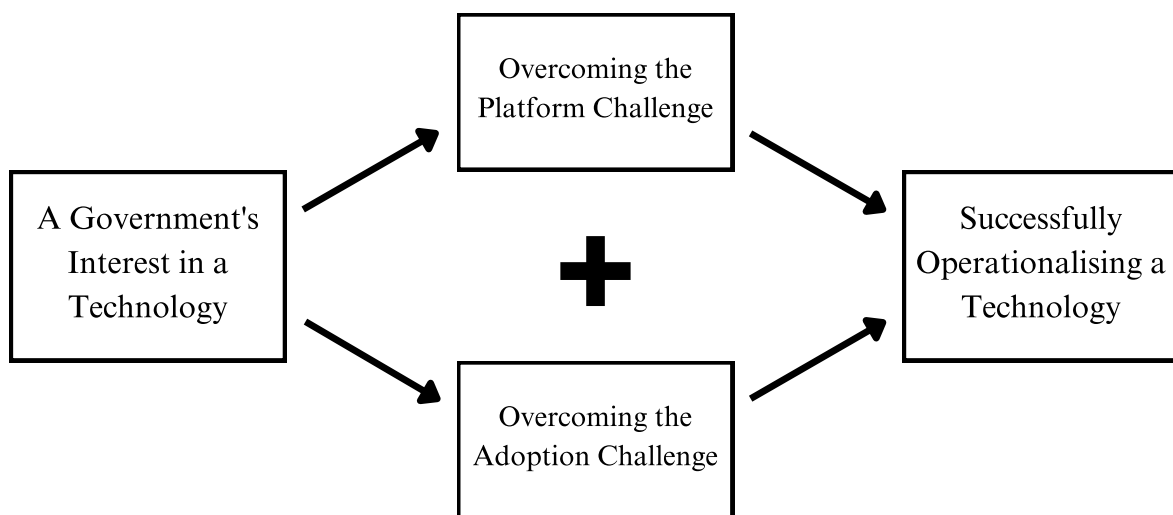 Overcoming the
Platform Challenge
A Government's
Interest in a
Technology
+
Successfully
Operationalising a
Technology
Overcoming the
Adoption Challenge